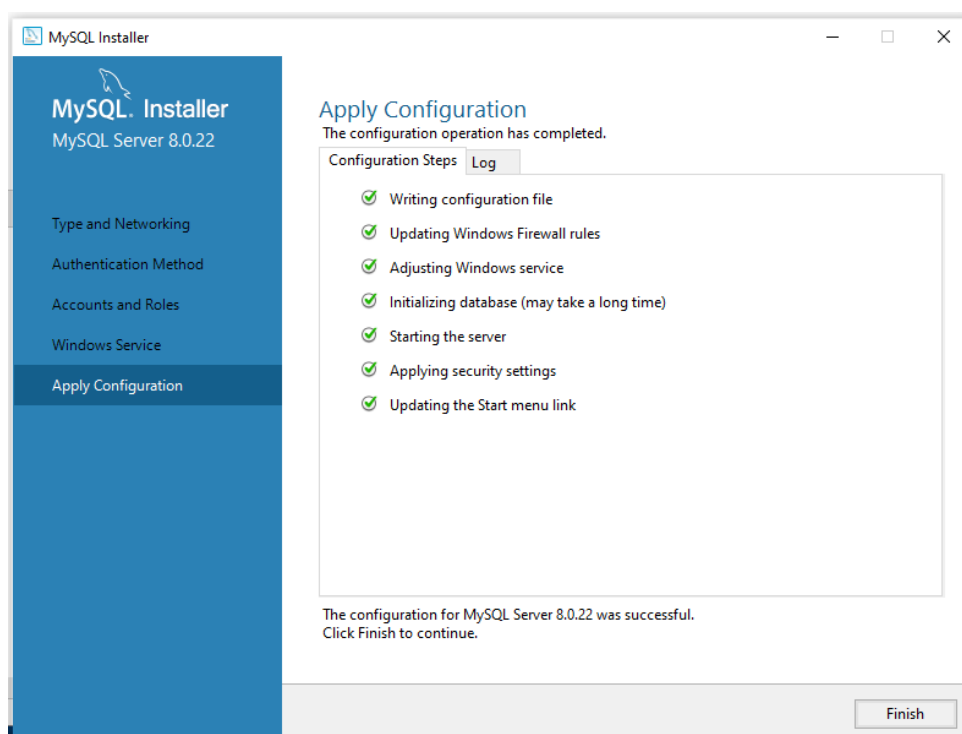 MySQL Installer
MySQL. Installer
MySQL Server 8.0.22
Type and Networking
Authentication Method
Accounts and Roles
Windows Service
Apply Configuration
Apply Configuration
The configuration operation has completed.
Configuration Steps Log
Writing configuration file
Updating Windows Firewall rules
Adjusting Windows service
Initializing database (may take a long time)
Starting the server
Applying security settings
Updating the Start menu link
The configuration for MySQL Server 8.0.22 was successful.
Click Finish to continue.
Finish